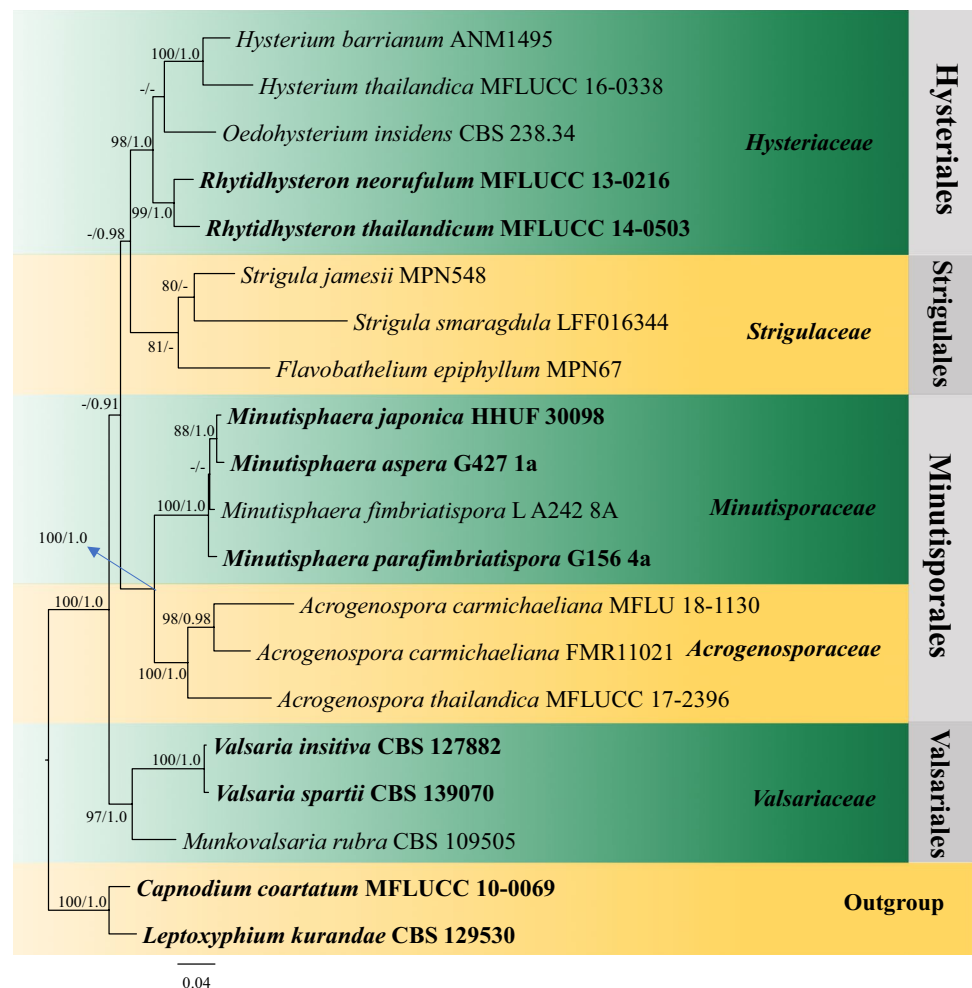 Hysterium barrianum ANM1495
100/1.0
Hysterium thailandica MFLUCC 16-0338
-/-
Oedohysterium insidens CBS 238.34
Hysteriaceae
Hysteriales
98/1.0
Rhytidhysteron neorufulum MFLUCC 13-0216
99/1.0
Rhytidhysteron thailandicum MFLUCC 14-0503
-/0.98
Strigula jamesii MPN548
80/-
Strigula smaragdula LFF016344
Strigulaceae
Strigulales
81/-
Flavobathelium epiphyllum MPN67
-/0.91
Minutisphaera japonica HHUF 30098
88/1.0
Minutisphaera aspera G427 1a
-/-
100/1.0
Minutisphaera fimbriatispora L A242 8A
Minutisporaceae
Minutisporales
100/1.0
Minutisphaera parafimbriatispora G156 4a
100/1.0
Acrogenospora carmichaeliana MFLU 18-1130
98/0.98
Acrogenospora carmichaeliana FMR11021
Acrogenosporaceae
100/1.0
Acrogenospora thailandica MFLUCC 17-2396
Valsaria insitiva CBS 127882
100/1.0
Valsaria spartii CBS 139070
Valsariaceae
Valsariales
97/1.0
Munkovalsaria rubra CBS 109505
Capnodium coartatum MFLUCC 10-0069
100/1.0
Outgroup
Leptoxyphium kurandae CBS 129530
0.04